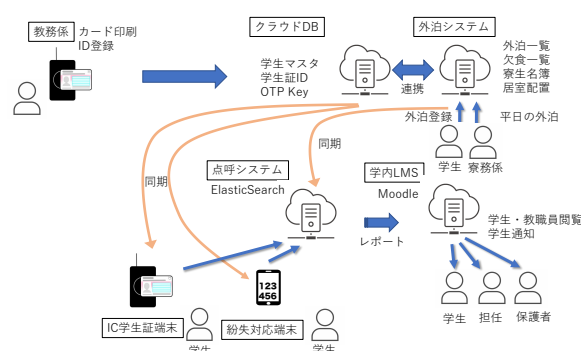 教務係
カード印刷
ID登録
クラウドDB
学生マスタ
学生証ID
OTP Key
連携
外泊システム
外泊一覧
欠食一覧
寮生名簿
居室配置
外泊登録
平日の外泊
学生
寮務係
同期
同期
点呼システム
ElasticSearch
レポート
学内LMS
Moodle
学生・教職員閲覧
学生通知
学生
担任
保護者
IC学生証端末
学生
123
456
紛失対応端末
学生